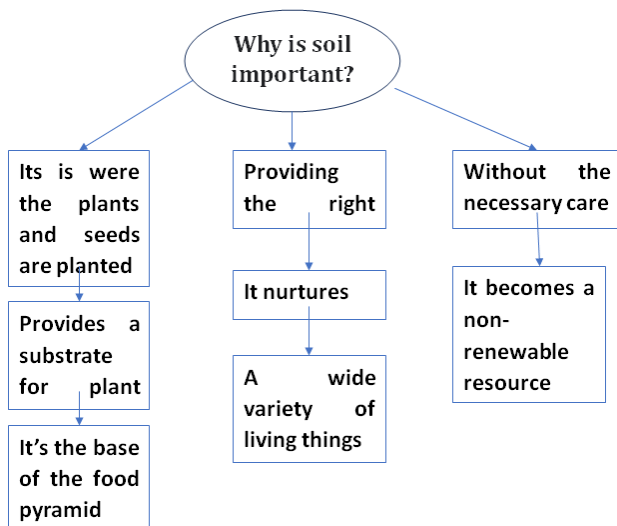 Why is soil
important?
Its is were
the plants
and seeds
are planted
Provides a
substrate
for plant
It's the base
of the food
pyramid
Providing
the right
It nurtures
A wide
variety of
living things
Without the
necessary care
It becomes a
non-
renewable
resource